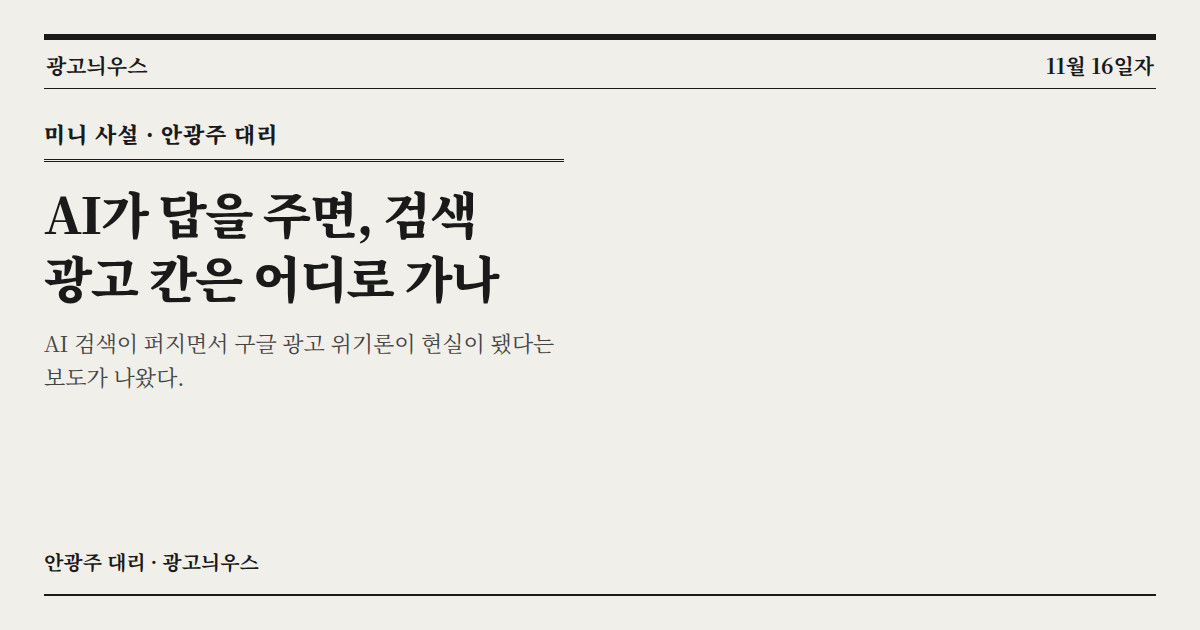 광고늬우스
11월 16일자
미니 사설 · 안광주 대리
AI가 답을 주면, 검색
광고 칸은 어디로 가나
AI 검색이 퍼지면서 구글 광고 위기론이 현실이 됐다는
보도가 나왔다.
안광주 대리 · 광고늬우스